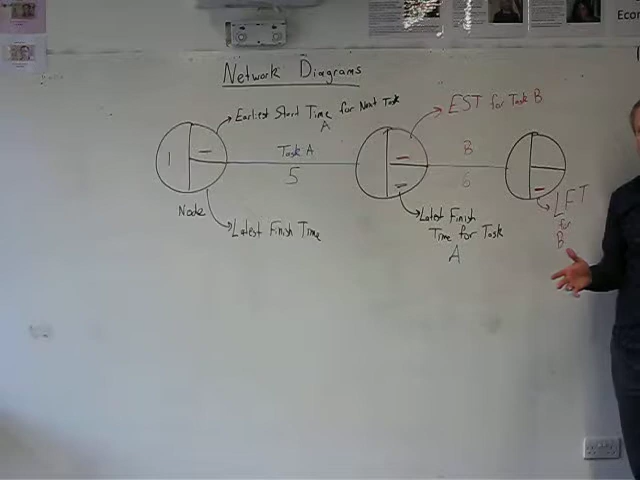 Network Diagrams
Earliest Start Time for Next Task
A
EST for Task B
1
Task A
5
B
6
Node
Latest Finish Time
Latest Finish
Time for Task
A
LFT
for
B
Econ